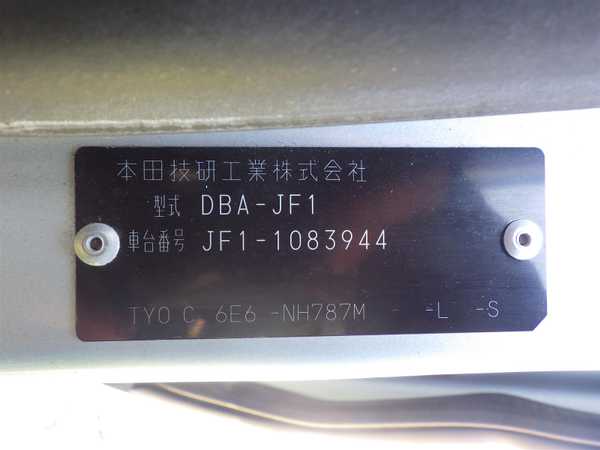 本田技研工業株式会社
型式 DBA-JF1
車台番号 JF1-1083944
TYO C 6E6 -NH787M - -L -S